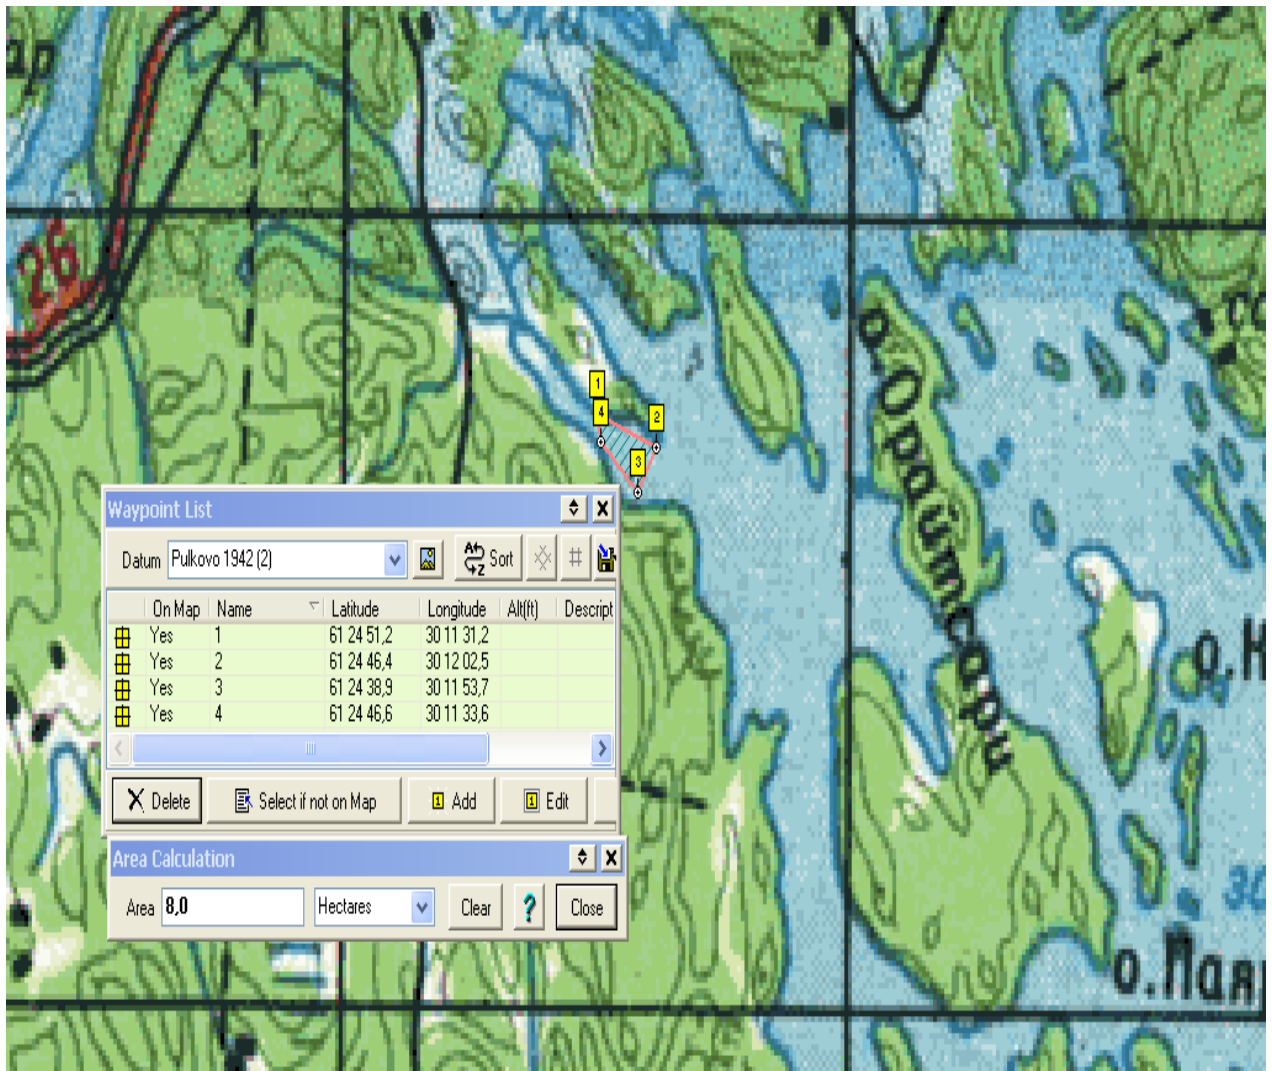 26
1
4
2
3
о.Орайтсари
Waypoint List
Datum Pulkovo 1942 (2) Sort
On Map Name Latitude Longitude Alt(ft) Descript
Yes 1 61 24 51,2 30 11 31,2
Yes 2 61 24 46,4 30 12 02,5
Yes 3 61 24 38,9 30 11 53,7
Yes 4 61 24 46,6 30 11 33,6
Delete Select if not on Map Add Edit
Area Calculation
Area 8,0 Hectares Clear ? Close
о.К
30
о.Пая